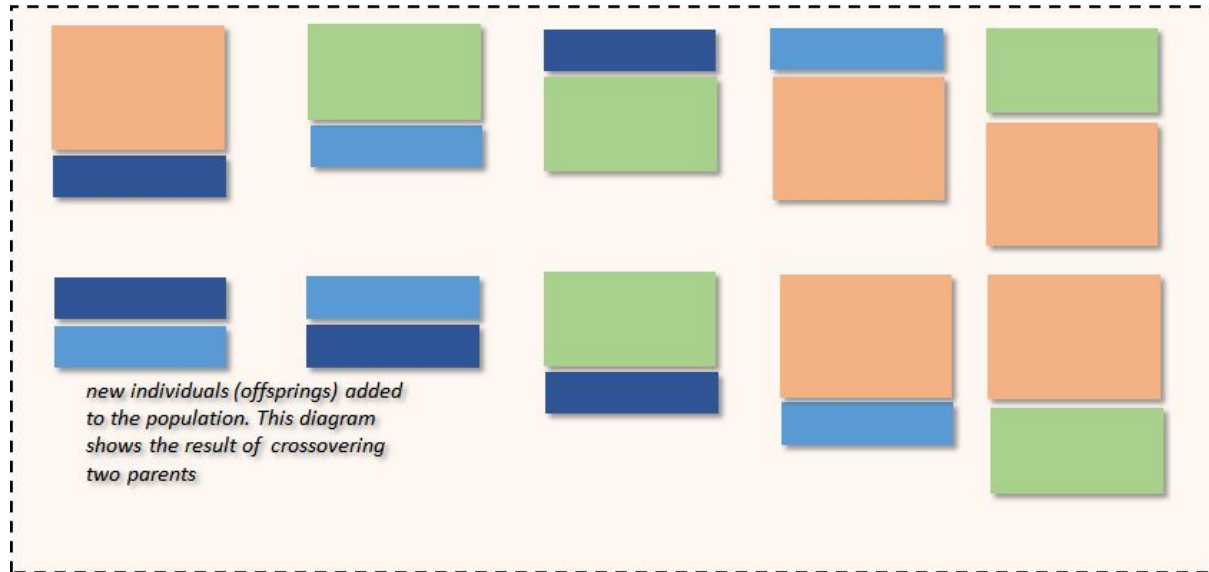 new individuals (offsprings) added
to the population. This diagram
shows the result of crossovering
two parents